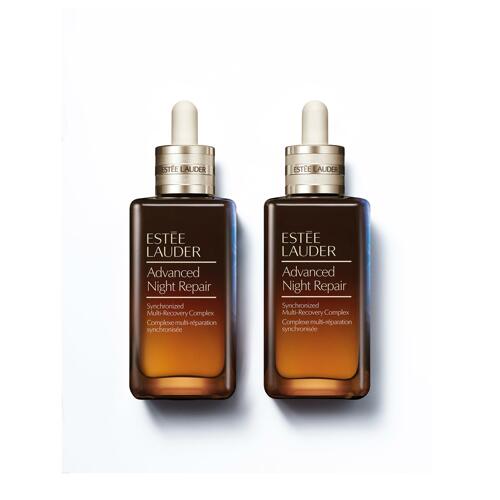 ESTĒE LAUDER
ESTĒE
LAUDER
Advanced
Night Repair
Synchronized
Multi-Recovery Complex
Complexe multi-réparation
synchronisée
ESTĒE LAUDER
ESTĒE
LAUDER
Advanced
Night Repair
Synchronized
Multi-Recovery Complex
Complexe multi-réparation
synchronisée